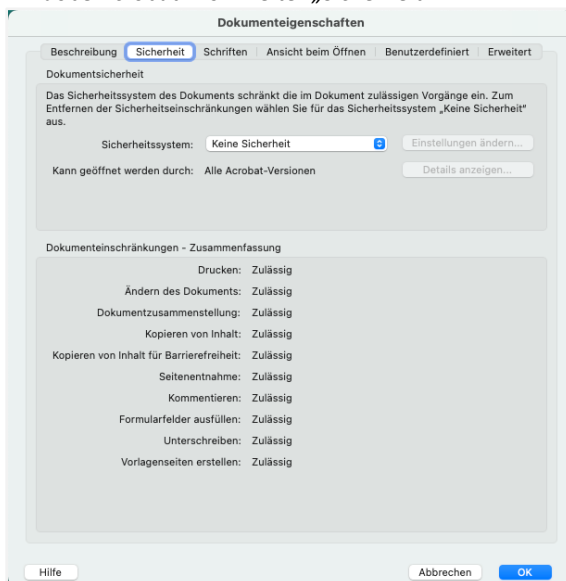 Dokumenteigenschaften
Beschreibung Sicherheit Schriften Ansicht beim Öffnen Benutzerdefiniert Erweitert
Dokumentsicherheit
Das Sicherheitssystem des Dokuments schränkt die im Dokument zulässigen Vorgänge ein. Zum
Entfernen der Sicherheitseinschränkungen wählen Sie für das Sicherheitssystem „Keine Sicherheit"
aus.
Sicherheitssystem: Keine Sicherheit Einstellungen ändern...
Kann geöffnet werden durch: Alle Acrobat-Versionen Details anzeigen...
Dokumenteinschränkungen - Zusammenfassung
Drucken: Zulässig
Ändern des Dokuments: Zulässig
Dokumentzusammenstellung: Zulässig
Kopieren von Inhalt: Zulässig
Kopieren von Inhalt für Barrierefreiheit: Zulässig
Seitenentnahme: Zulässig
Kommentieren: Zulässig
Formularfelder ausfüllen: Zulässig
Unterschreiben: Zulässig
Vorlagenseiten erstellen: Zulässig
Hilfe Abbrechen OK